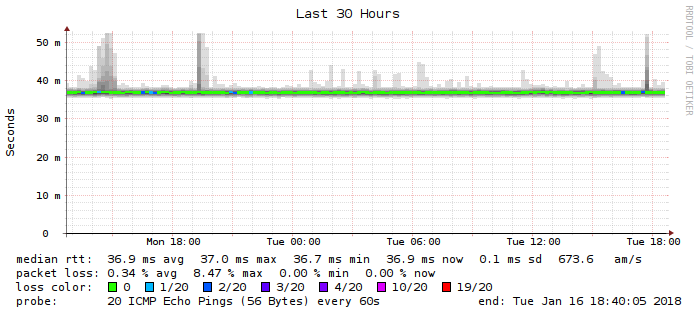 Last 30 Hours
RRDTOOL / TOBI OETIKER
Seconds
50 m
40 m
30 m
20 m
10 m
0
Mon 18:00 Tue 00:00 Tue 06:00 Tue 12:00 Tue 18:00
median rtt: 36.9 ms avg 37.0 ms max 36.7 ms min 36.9 ms now 0.1 ms sd 673.6 am/s
packet loss: 0.34 % avg 8.47 % max 0.00 % min 0.00 % now
loss color: 0 1/20 2/20 3/20 4/20 10/20 19/20
probe: 20 ICMP Echo Pings (56 Bytes) every 60s end: Tue Jan 16 18:40:05 2018